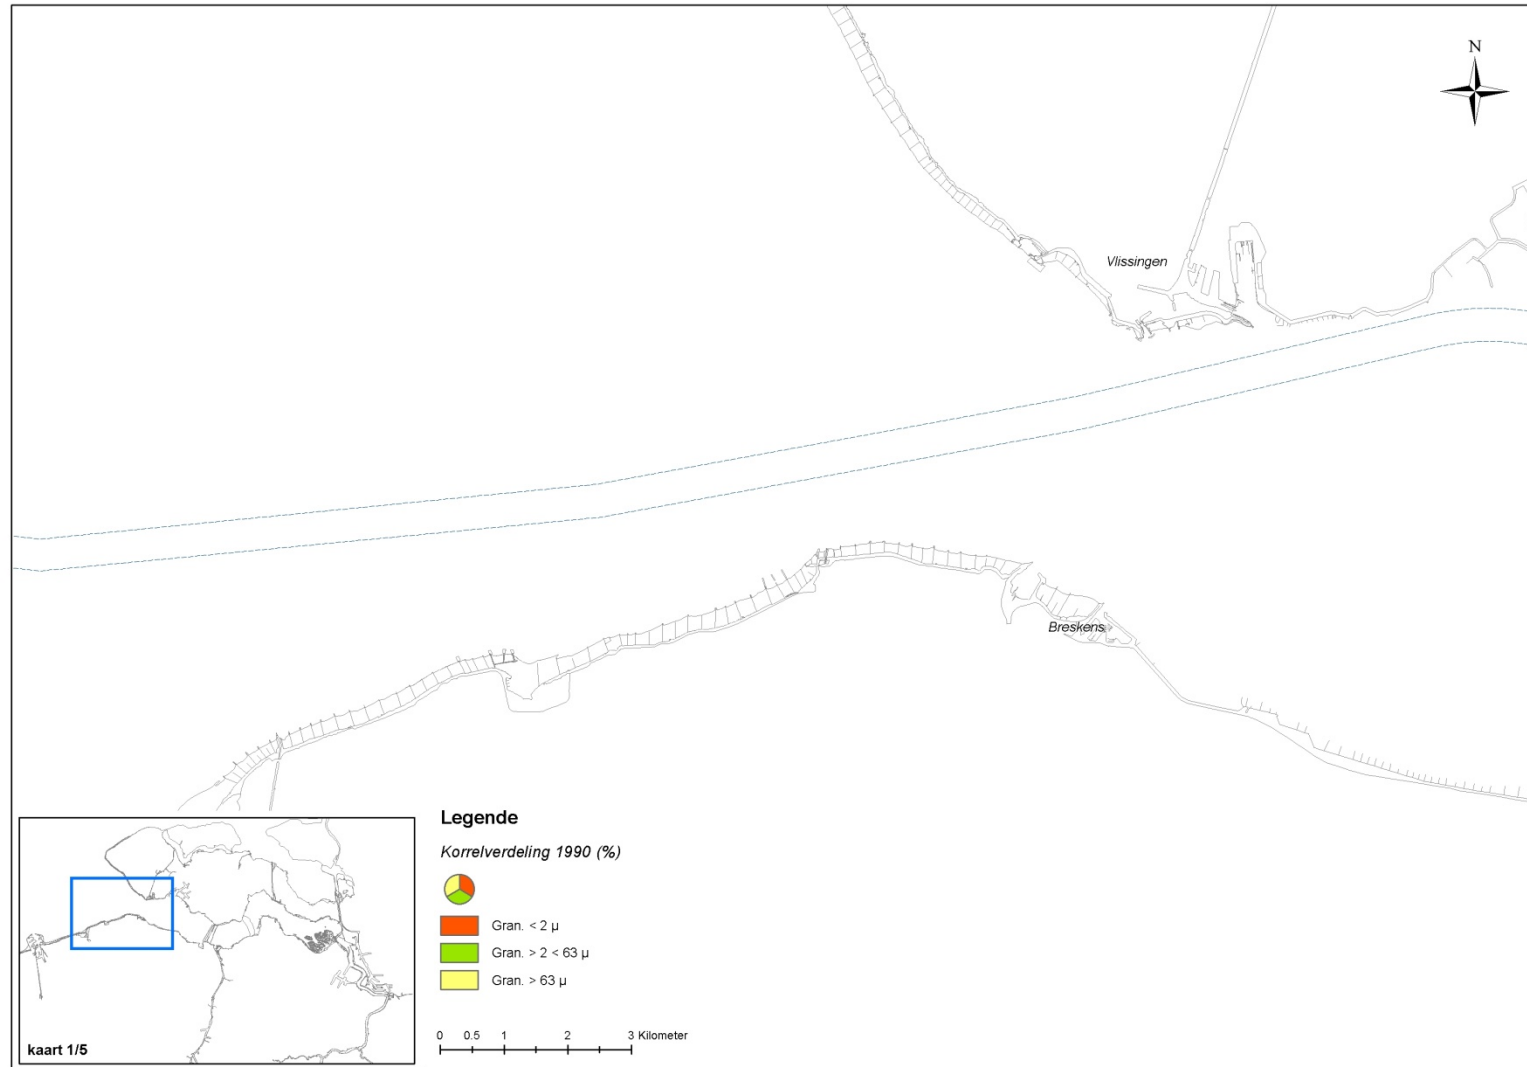 N
Vlissingen
Breskens
Legende
Korrelverdeling 1990 (%)
Gran. < 2 µ
Gran. > 2 < 63 µ
Gran. > 63 µ
0 0.5 1 2 3 Kilometer
kaart 1/5